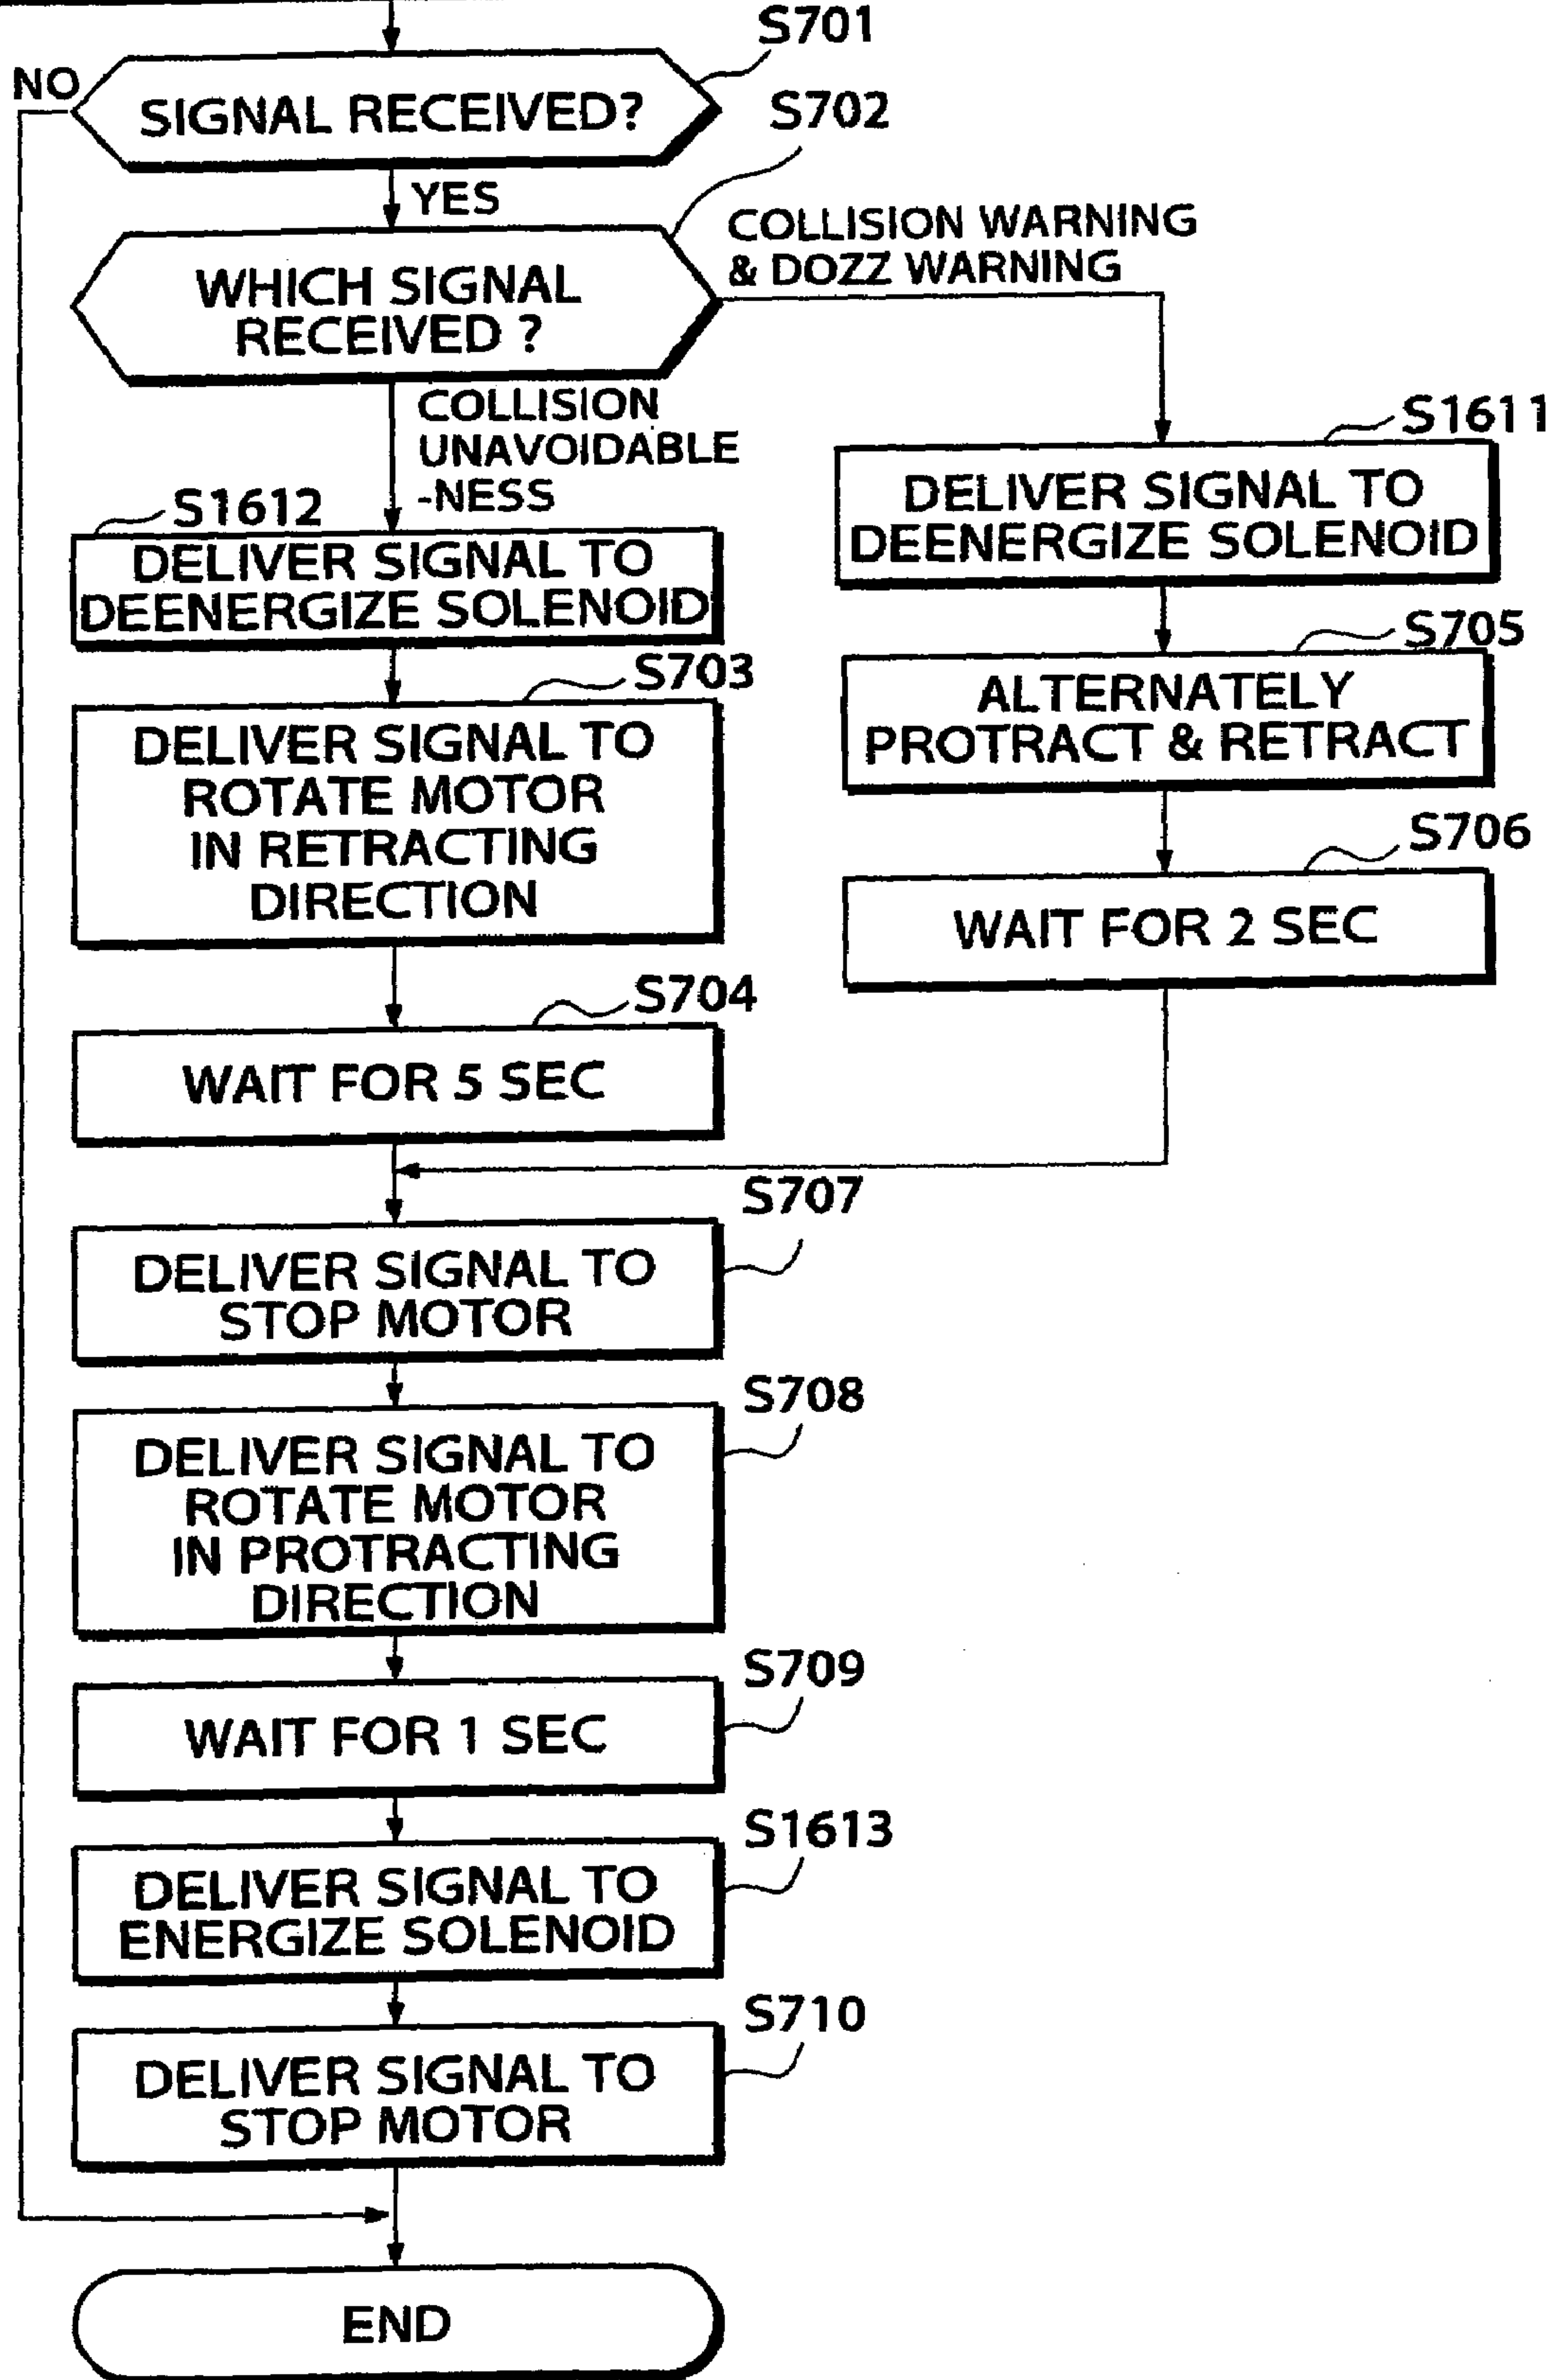 S701
NO
SIGNAL RECEIVED?
S702
YES
COLLISION WARNING
& DOZZ WARNING
WHICH SIGNAL
RECEIVED ?
COLLISION
UNAVOIDABLE
-NESS
S1611
DELIVER SIGNAL TO
DEENERGIZE SOLENOID
S1612
DELIVER SIGNAL TO
DEENERGIZE SOLENOID
S705
ALTERNATELY
PROTRACT & RETRACT
S703
DELIVER SIGNAL TO
ROTATE MOTOR
IN RETRACTING
DIRECTION
S706
WAIT FOR 2 SEC
S704
WAIT FOR 5 SEC
S707
DELIVER SIGNAL TO
STOP MOTOR
S708
DELIVER SIGNAL TO
ROTATE MOTOR
IN PROTRACTING
DIRECTION
S709
WAIT FOR 1 SEC
S1613
DELIVER SIGNAL TO
ENERGIZE SOLENOID
S710
DELIVER SIGNAL TO
STOP MOTOR
END